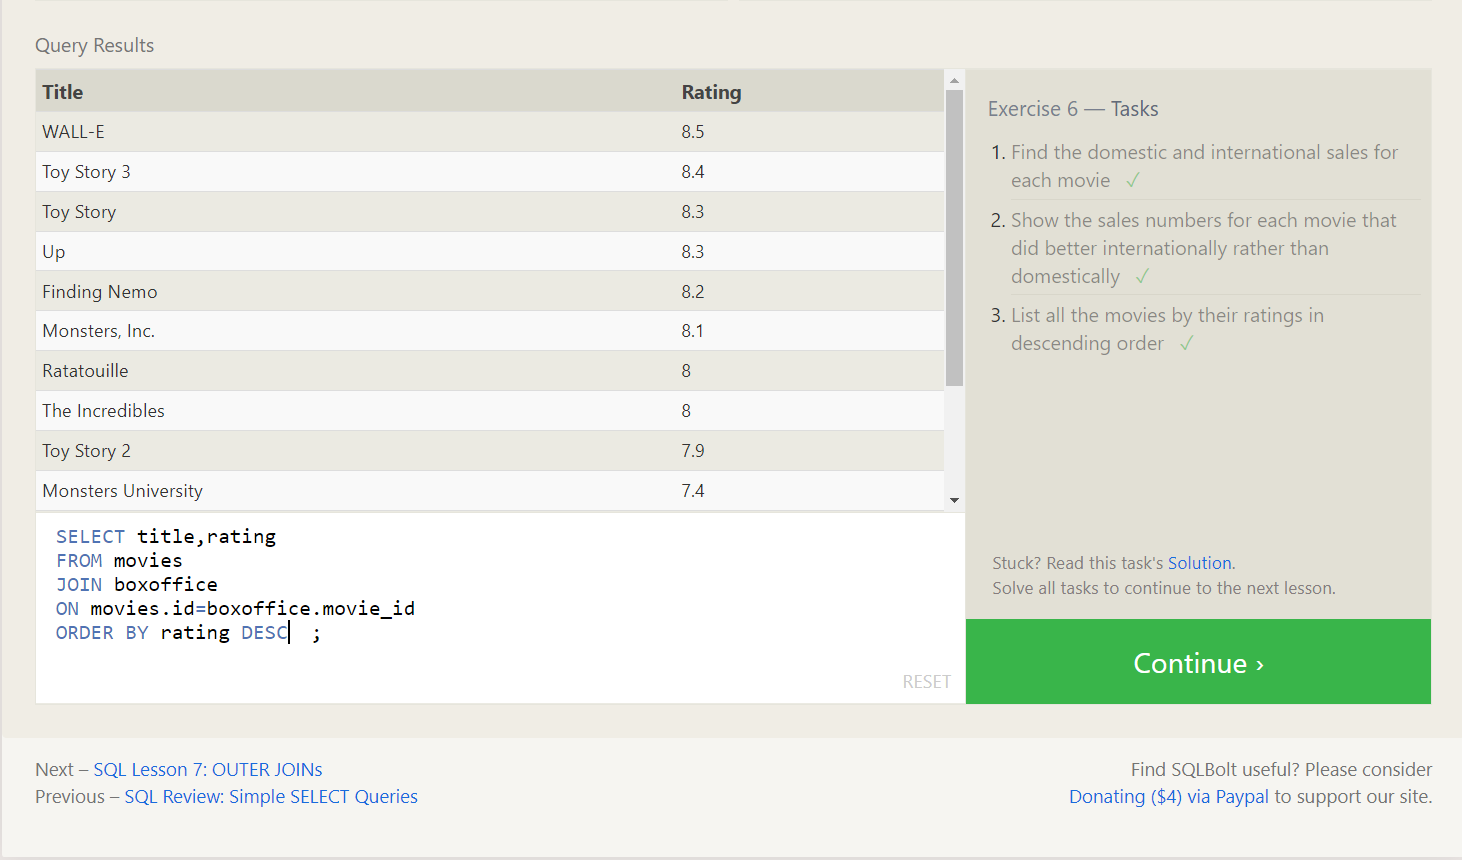 Query Results
Title Rating
WALL-E 8.5
Toy Story 3 8.4
Toy Story 8.3
Up 8.3
Finding Nemo 8.2
Monsters, Inc. 8.1
Ratatouille 8
The Incredibles 8
Toy Story 2 7.9
Monsters University 7.4
SELECT title,rating
FROM movies
JOIN boxoffice
ON movies.id=boxoffice.movie_id
ORDER BY rating DESC ;
RESET
Exercise 6 — Tasks
1. Find the domestic and international sales for
each movie ✓
2. Show the sales numbers for each movie that
did better internationally rather than
domestically ✓
3. List all the movies by their ratings in
descending order ✓
Stuck? Read this task's Solution.
Solve all tasks to continue to the next lesson.
Continue ›
Next – SQL Lesson 7: OUTER JOINs
Previous – SQL Review: Simple SELECT Queries
Find SQLBolt useful? Please consider
Donating ($4) via Paypal to support our site.